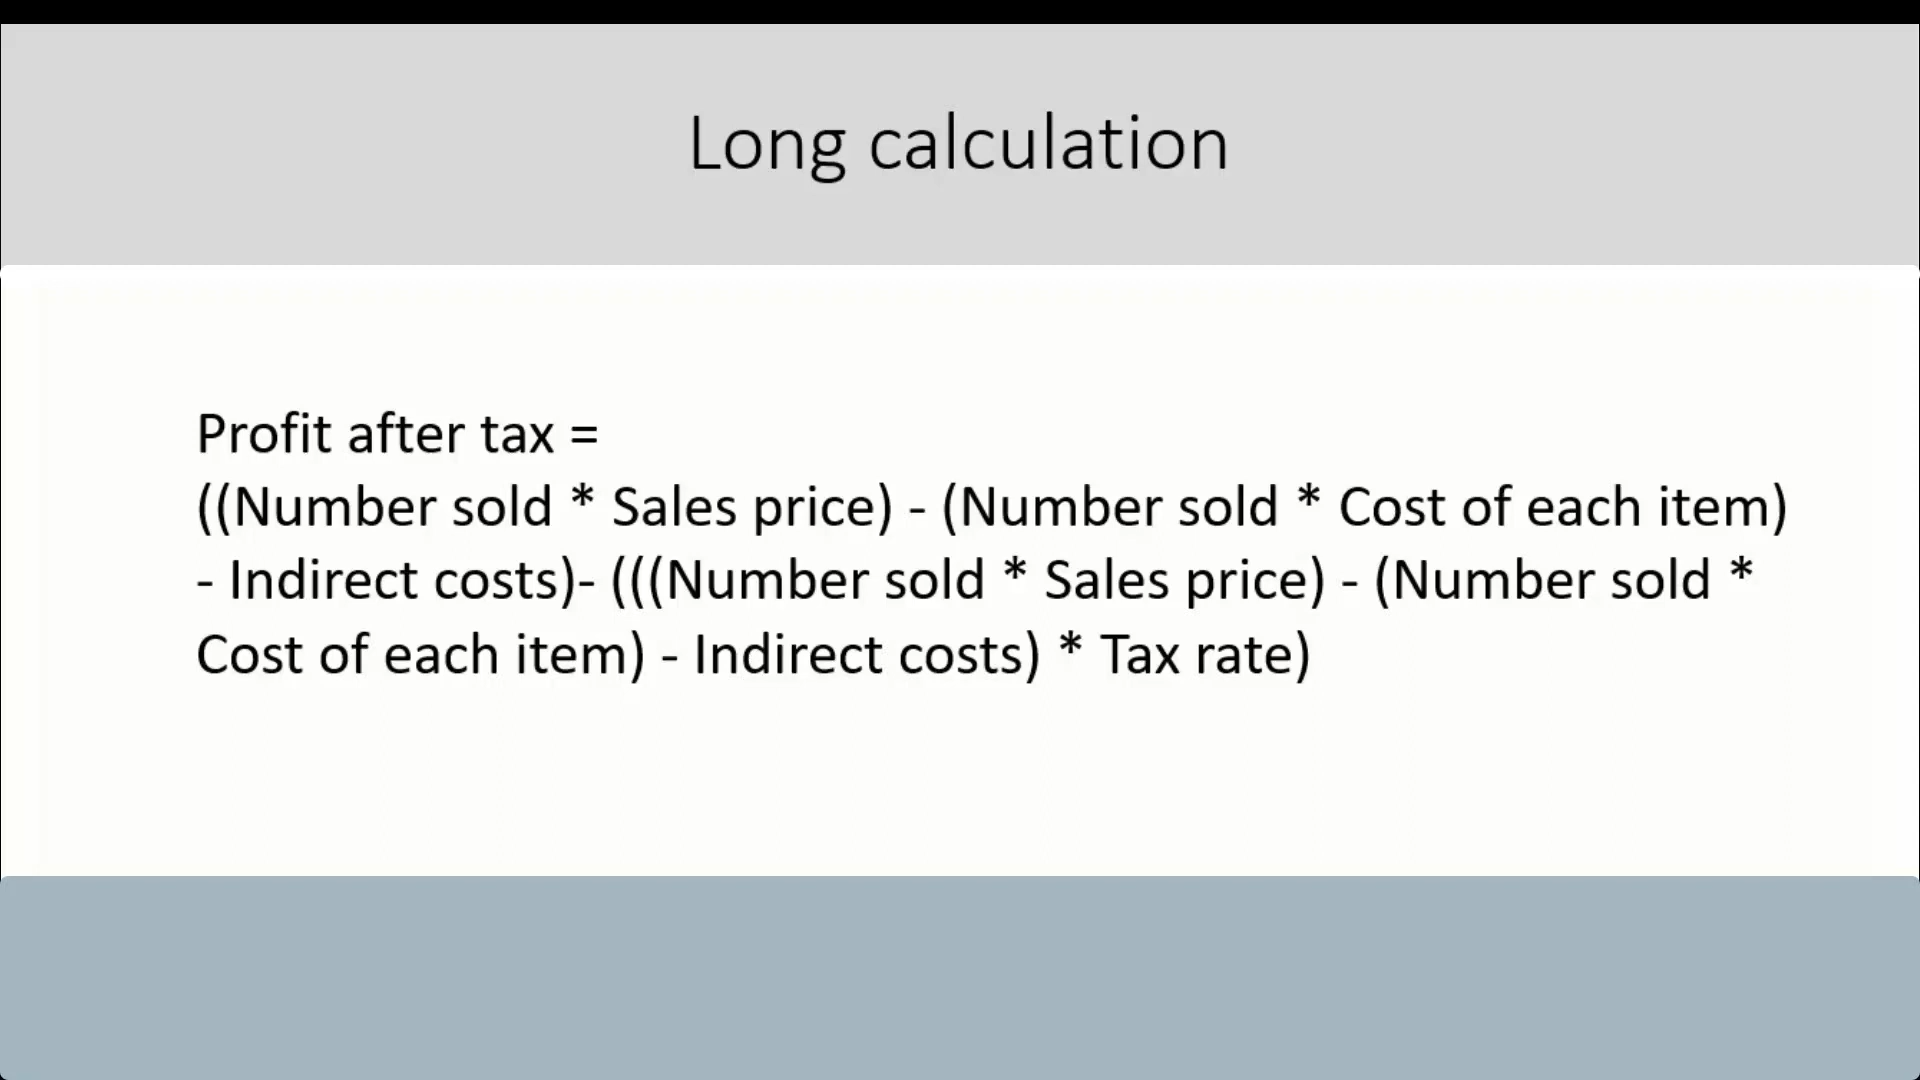 Long calculation
Profit after tax =
((Number sold * Sales price) - (Number sold * Cost of each item)
- Indirect costs)- (((Number sold * Sales price) - (Number sold *
Cost of each item) - Indirect costs) * Tax rate)